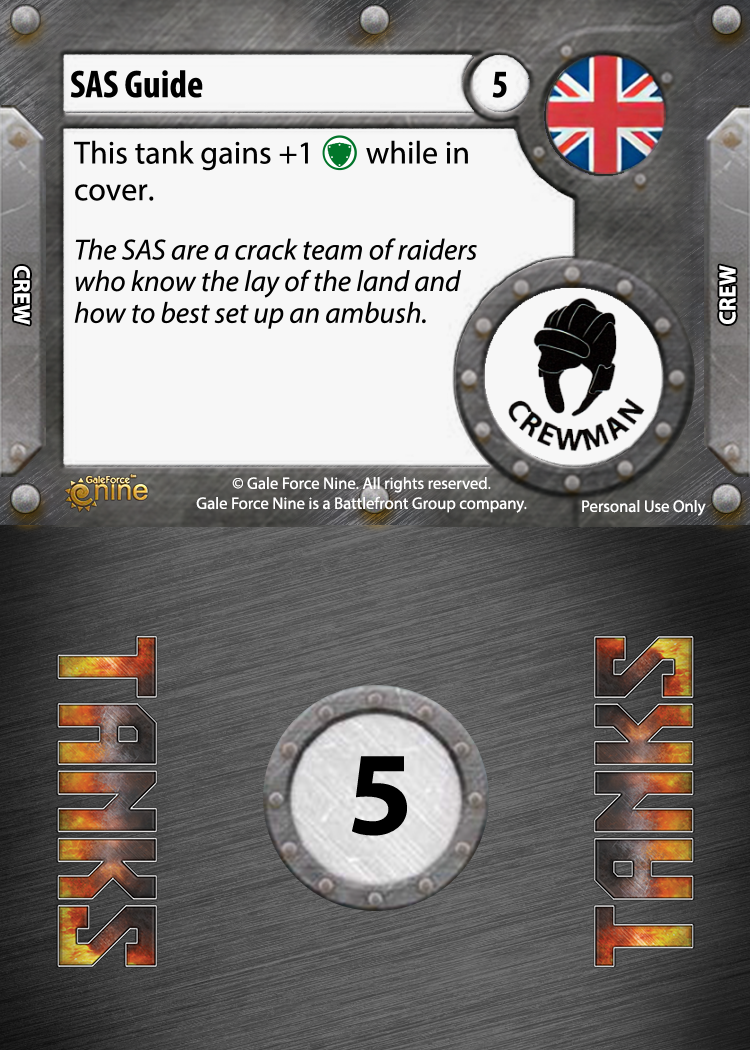 SAS Guide
5
This tank gains +1 while in
cover.
The SAS are a crack team of raiders
who know the lay of the land and
how to best set up an ambush.
CREW
CREW
CREWMAN
GaleForce™
nine
© Gale Force Nine. All rights reserved.
Gale Force Nine is a Battlefront Group company.
Personal Use Only
TANKS
5
TANKS